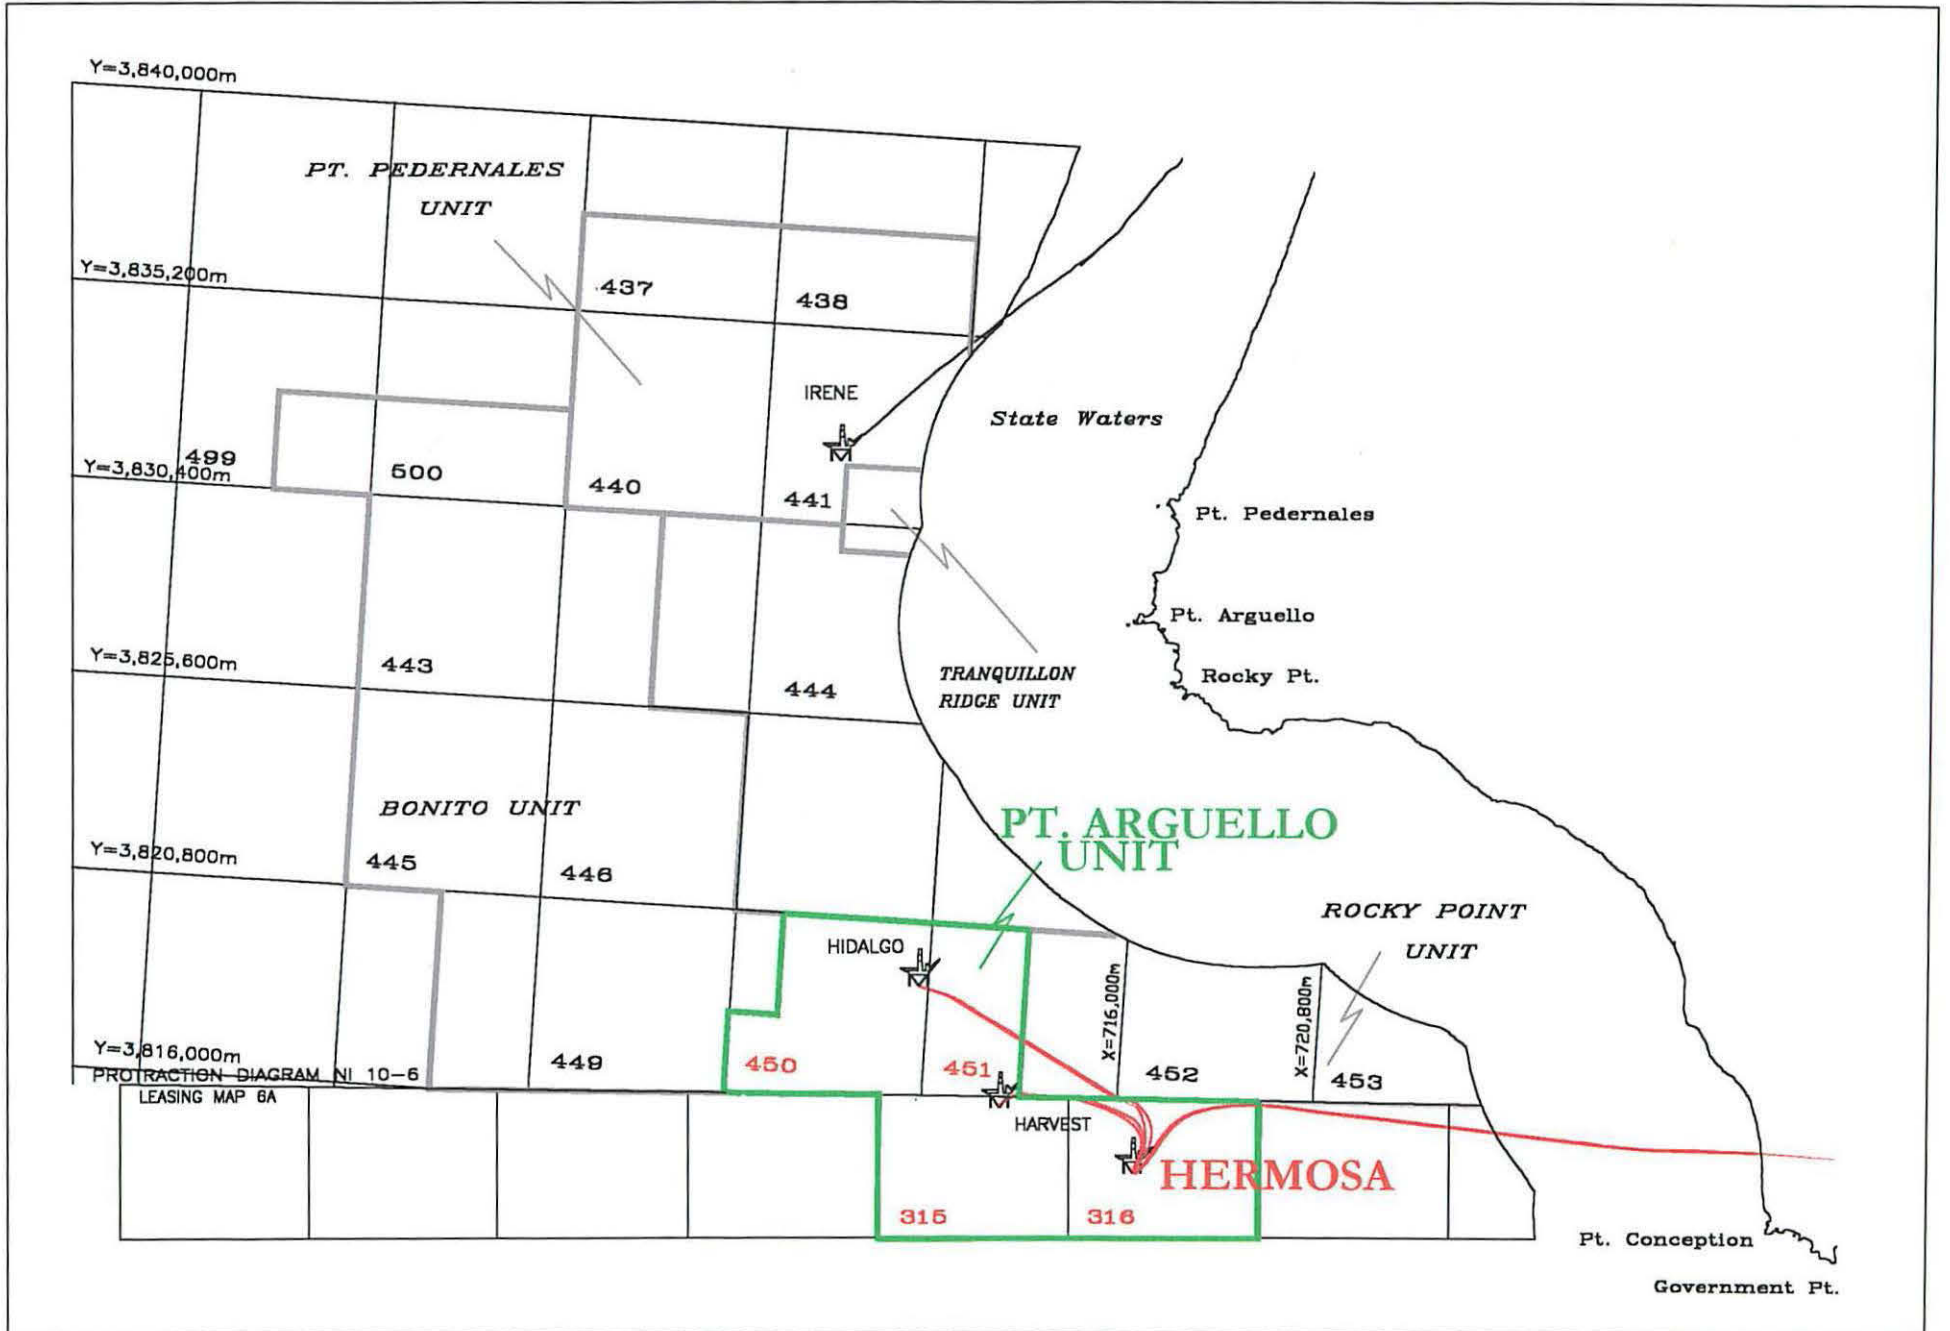 Y=3,840,000m
PT. PEDERNALES
UNIT
Y=3,835,200m
437
438
IRENE
State Waters
499
Y=3,830,400m
500
440
441
Pt. Pedernales
Pt. Arguello
Y=3,825,600m
443
444
TRANQUILLON
RIDGE UNIT
Rocky Pt.
BONITO UNIT
PT. ARGUELLO
UNIT
Y=3,820,800m
445
446
ROCKY POINT
UNIT
HIDALGO
X=716,000m
X=720,800m
Y=3,816,000m
449
450
451
452
453
PROTRACTION DIAGRAM NI 10-6
LEASING MAP 6A
HARVEST
HERMOSA
315
316
Pt. Conception
Government Pt.